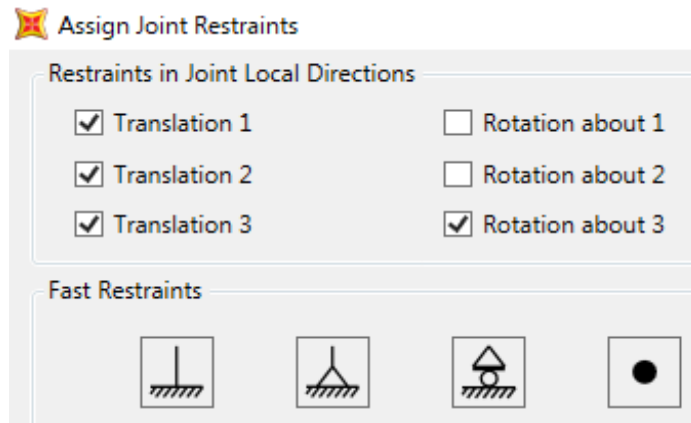 Assign Joint Restraints
Restraints in Joint Local Directions
Translation 1 Rotation about 1
Translation 2 Rotation about 2
Translation 3 Rotation about 3
Fast Restraints